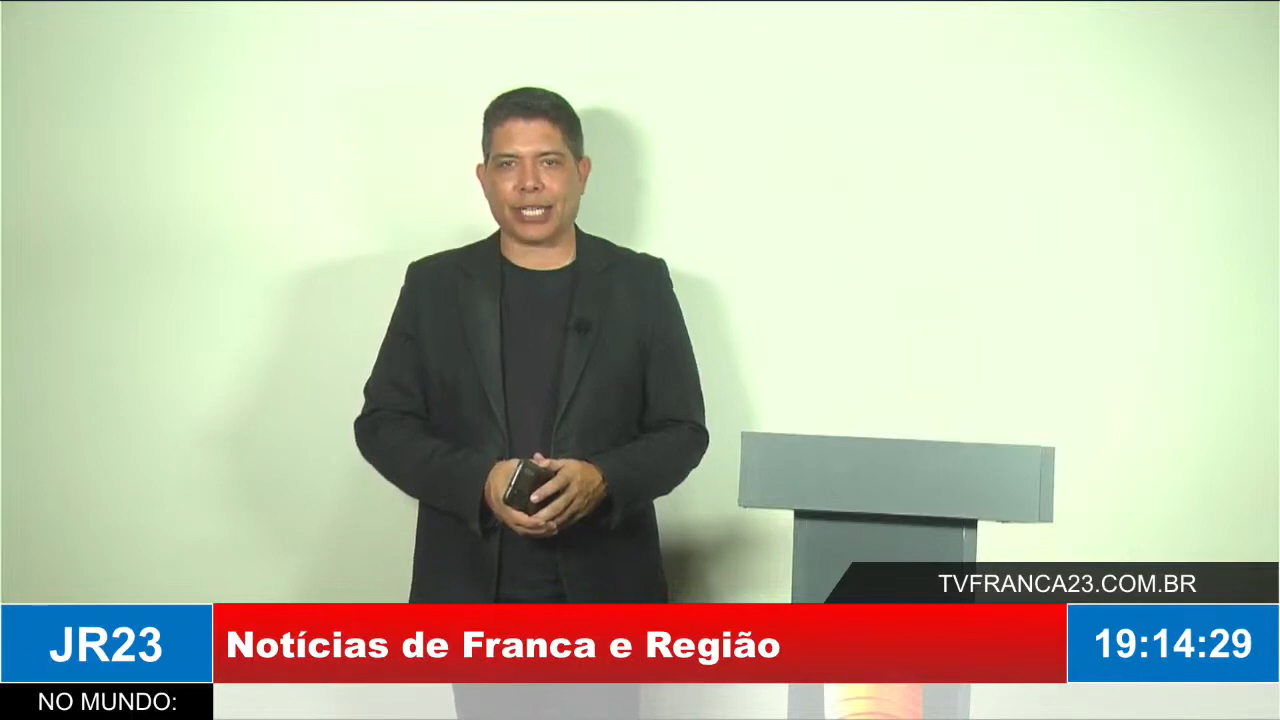 TVFRANCA23.COM.BR
JR23
Notícias de Franca e Região
19:14:29
NO MUNDO: